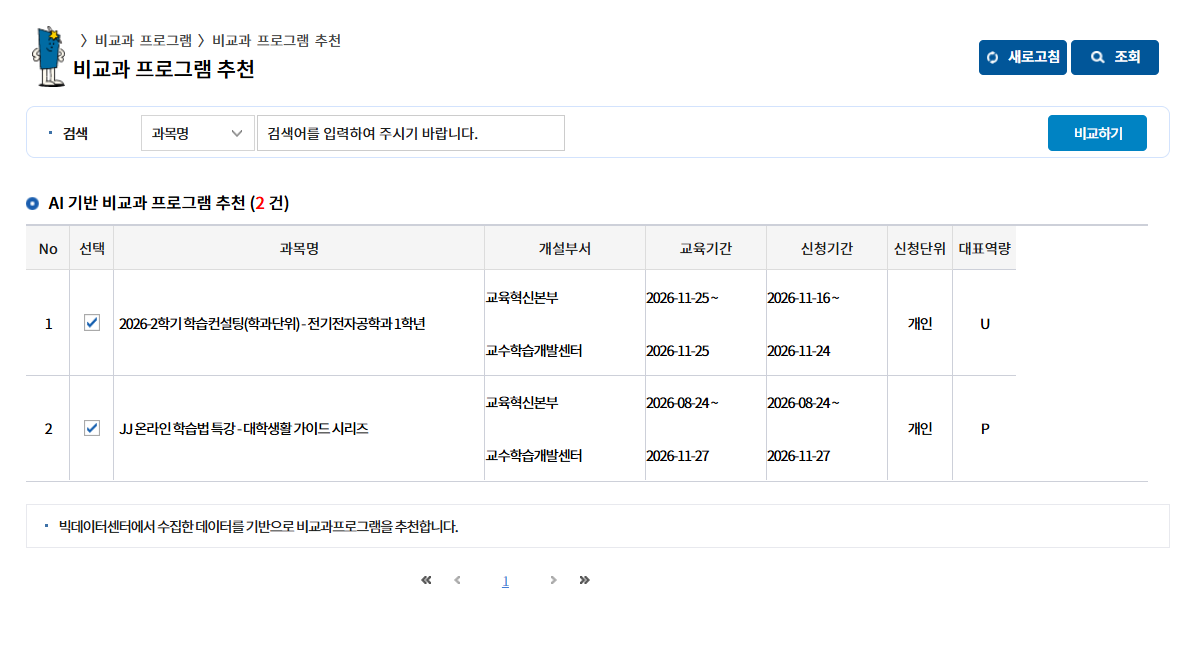 〉비교과 프로그램 〉비교과 프로그램 추천
비교과 프로그램 추천
새로고침
조회
검색
과목명
검색어를 입력하여 주시기 바랍니다.
비교하기
AI 기반 비교과 프로그램 추천 (2 건)
No 선택 과목명 개설부서 교육기간 신청기간 신청단위 대표역량
교육혁신본부 2026-11-25 ~ 2026-11-16 ~
1 2026-2학기 학습컨설팅(학과단위) - 전기전자공학과 1학년 개인 U
교수학습개발센터 2026-11-25 2026-11-24
교육혁신본부 2026-08-24 ~ 2026-08-24 ~
2 JJ 온라인 학습법 특강 - 대학생활 가이드 시리즈 개인 P
교수학습개발센터 2026-11-27 2026-11-27
빅데이터센터에서 수집한 데이터를 기반으로 비교과프로그램을 추천합니다.
1